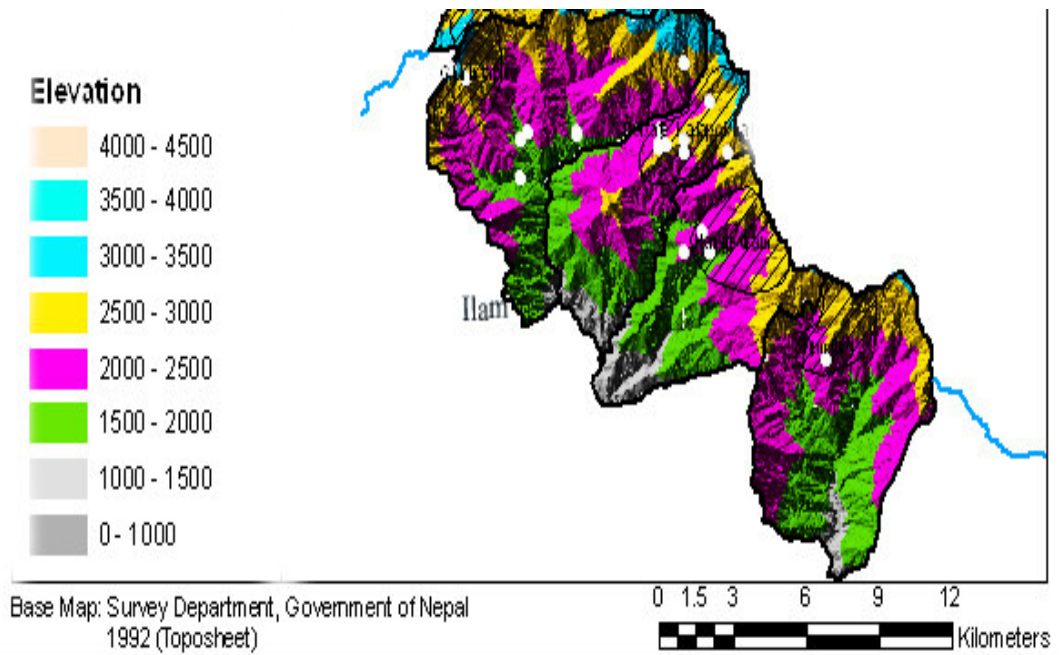 Elevation
4000 - 4500
3500 - 4000
3000 - 3500
2500 - 3000
2000 - 2500
1500 - 2000
1000 - 1500
0 - 1000
Ilam
Base Map: Survey Department, Government of Nepal
1992 (Toposheet)
0 1.5 3 6 9 12
Kilometers